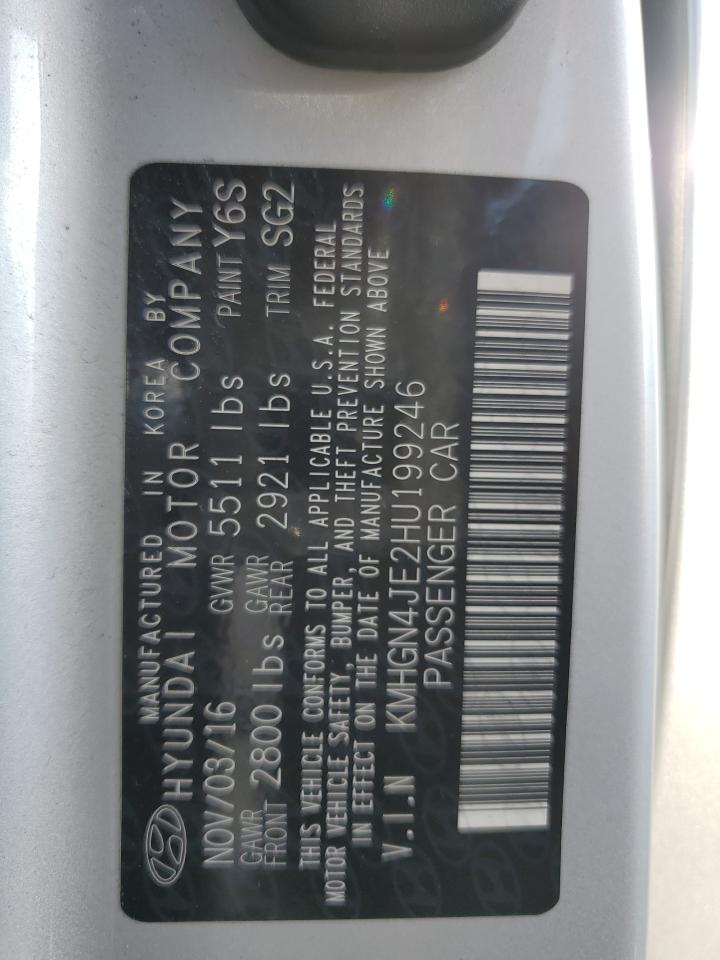 MANUFACTURED IN KOREA BY
HYUNDAI MOTOR COMPANY
NOV/03/16 GVWR 5511 lbs PAINT Y6S
GAWR FRONT 2800 lbs GAWR REAR 2921 lbs TRIM SG2
THIS VEHICLE CONFORMS TO ALL APPLICABLE U.S.A. FEDERAL
MOTOR VEHICLE SAFETY, BUMPER, AND THEFT PREVENTION STANDARDS
IN EFFECT ON THE DATE OF MANUFACTURE SHOWN ABOVE
V.I.N KMHGN4JE2HU199246
PASSENGER CAR